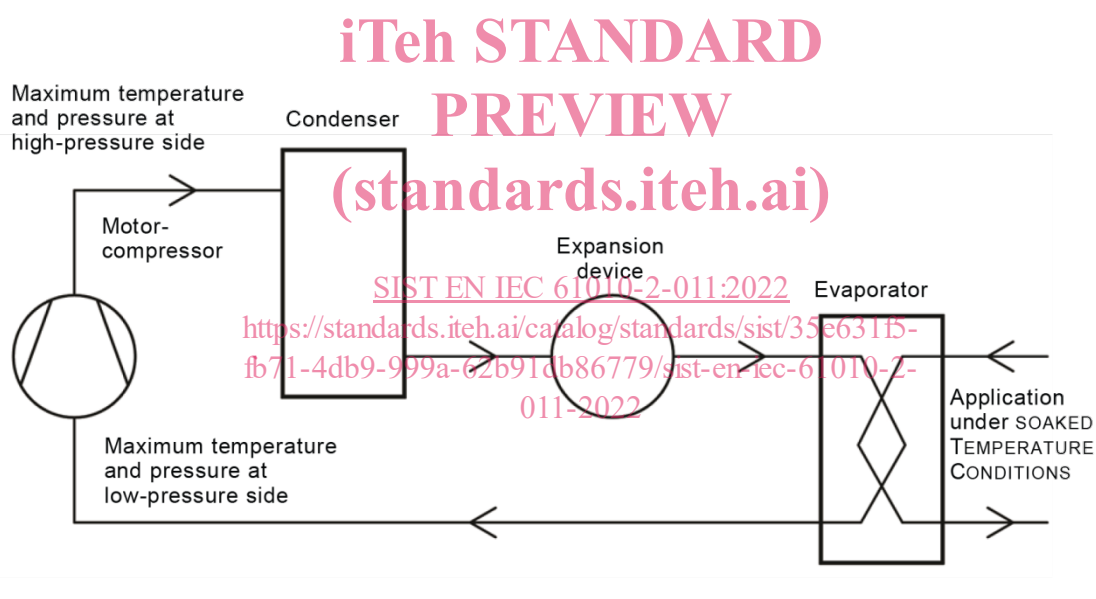 iTeh STANDARD
PREVIEW
(standards.iteh.ai)
Maximum temperature
and pressure at
high-pressure side
Condenser
Motor-
compressor
Expansion
device
SIST EN IEC 61010-2-011:2022
https://standards.iteh.ai/catalog/standards/sist/35e631f5-
fb71-4db9-999a-62b91db86779/sist-en-iec-61010-2-
011-2022
Evaporator
Application
under SOAKED
TEMPERATURE
CONDITIONS
Maximum temperature
and pressure at
low-pressure side